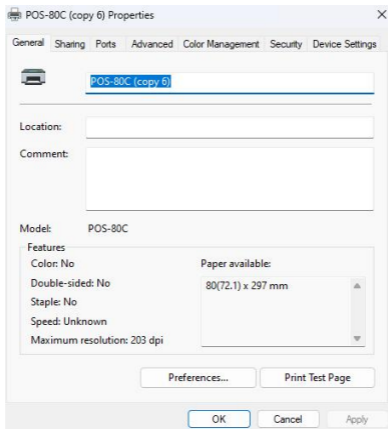 POS-80C (copy 6) Properties
General Sharing Ports Advanced Color Management Security Device Settings
POS-80C (copy 6)
Location:
Comment:
Model: POS-80C
Features
Color: No
Paper available:
Double-sided: No
80(72.1) x 297 mm
Staple: No
Speed: Unknown
Maximum resolution: 203 dpi
Preferences... Print Test Page
OK Cancel Apply